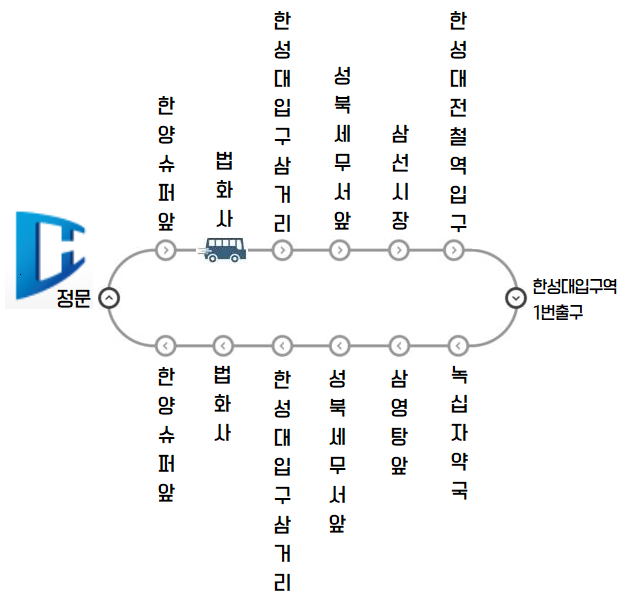 한양슈퍼앞
법화사
한성대입구삼거리
성북세무서앞
삼선시장
한성대전철역입구
정문
한성대입구역
1번출구
한양슈퍼앞
법화사
한성대입구삼거리
성북세무서앞
삼영탕앞
녹십자약국